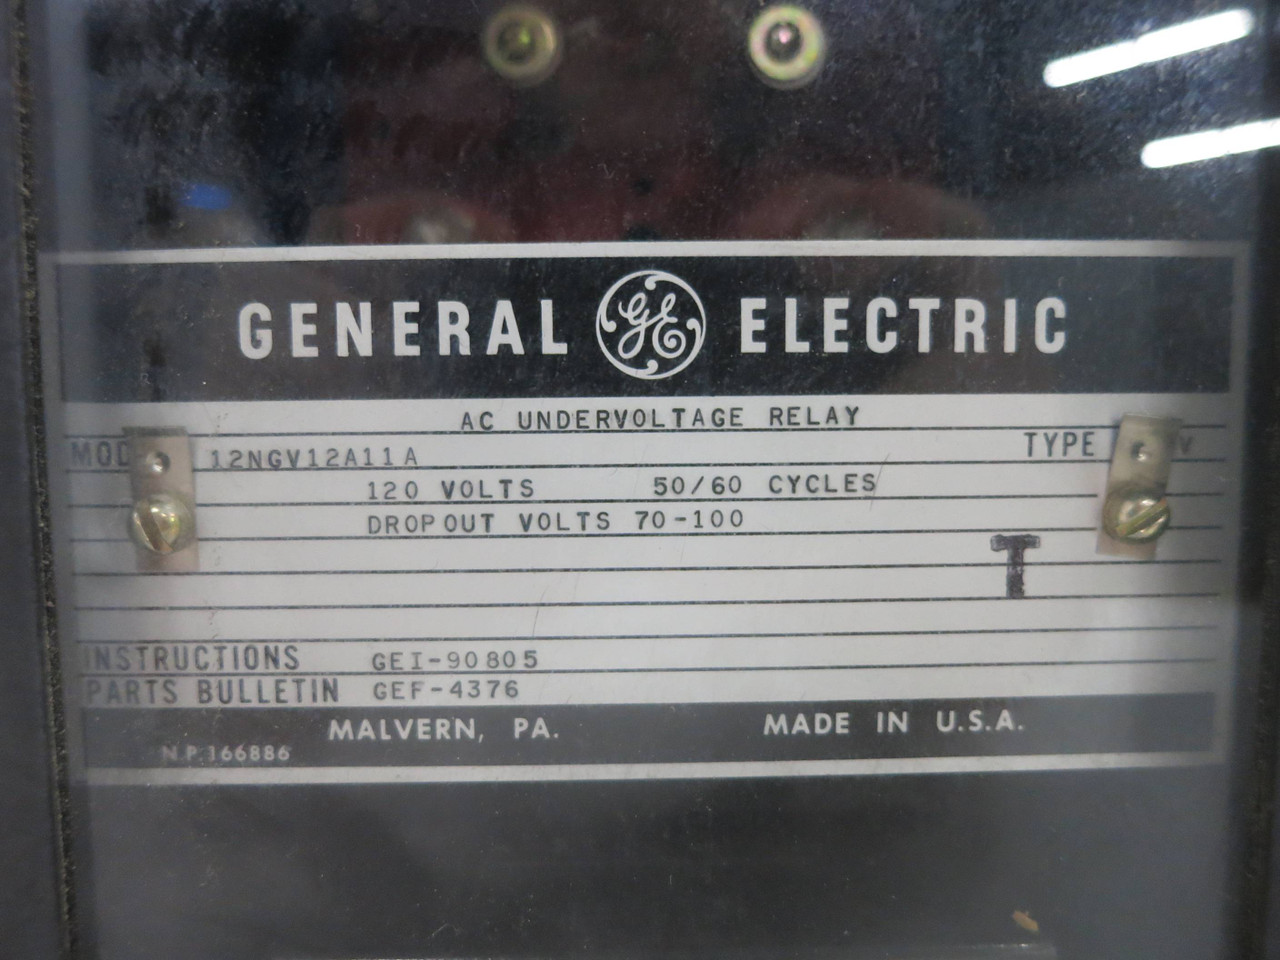 GENERAL GE ELECTRIC
AC UNDERVOLTAGE RELAY
12NGV12A11A TYPE
120 VOLTS 50/60 CYCLES
DROPOUT VOLTS 70-100
T
INSTRUCTIONS GEI-90805
PARTS BULLETIN GEF-4376
MALVERN, PA. MADE IN U.S.A.
N.P.166886